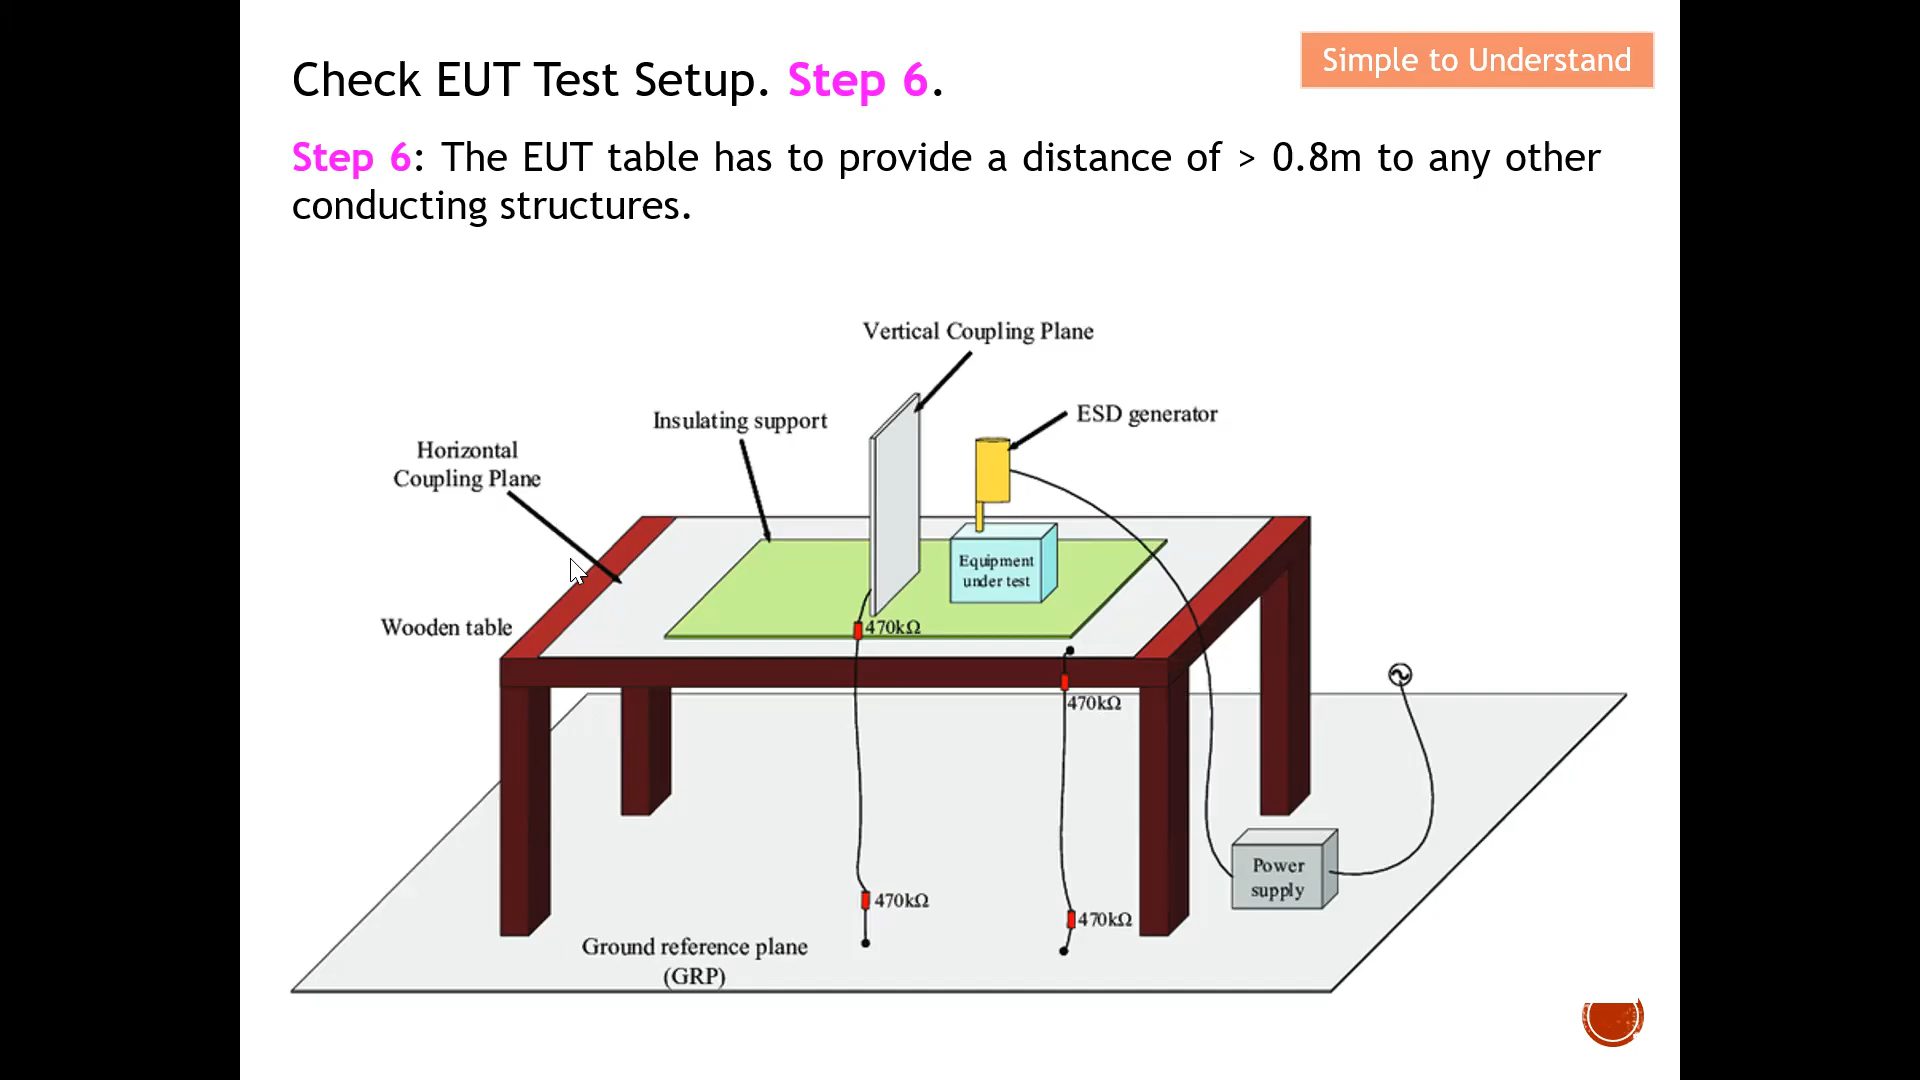 Simple to Understand
Check EUT Test Setup. Step 6.
Step 6: The EUT table has to provide a distance of > 0.8m to any other
conducting structures.
Vertical Coupling Plane
ESD generator
Insulating support
Horizontal
Coupling Plane
Equipment
under test
Wooden table
470kΩ
470kΩ
Power
supply
470kΩ
470kΩ
Ground reference plane
(GRP)